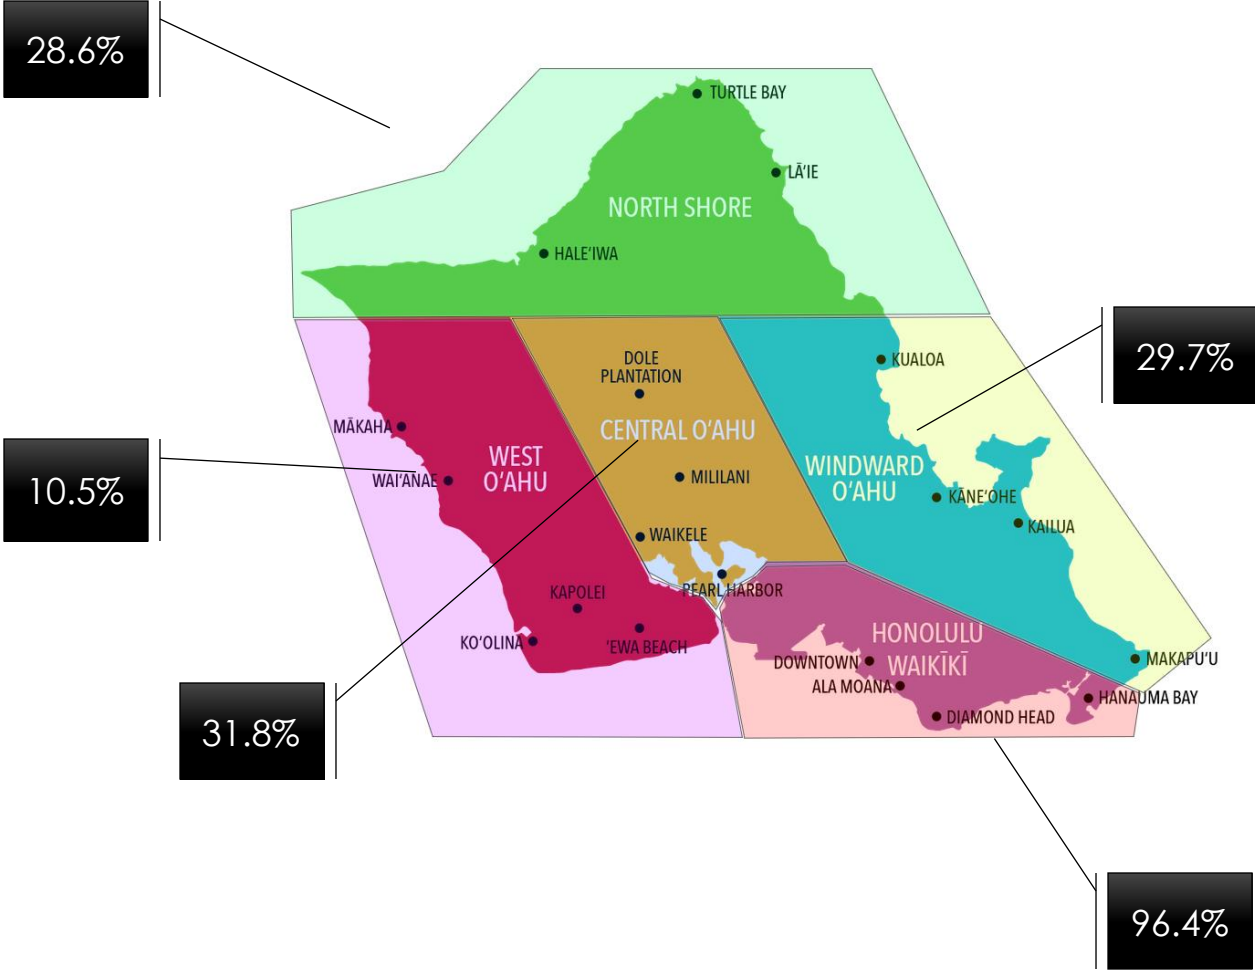 28.6%
TURTLE BAY
LĀ'IE
NORTH SHORE
HALE'IWA
29.7%
KUALOA
DOLE
PLANTATION
MĀKAHA
CENTRAL O'AHU
10.5%
WEST
O'AHU
WAI'ANAE
MILILANI
WINDWARD
O'AHU
KĀNE'OHE
KAILUA
WAIKELE
PEARL HARBOR
KAPOLEI
KO'OLINA
'EWA BEACH
HONOLULU
WAIKĪKĪ
DOWNTOWN
ALA MOANA
DIAMOND HEAD
MAKAPU'U
HANAUMA BAY
31.8%
96.4%